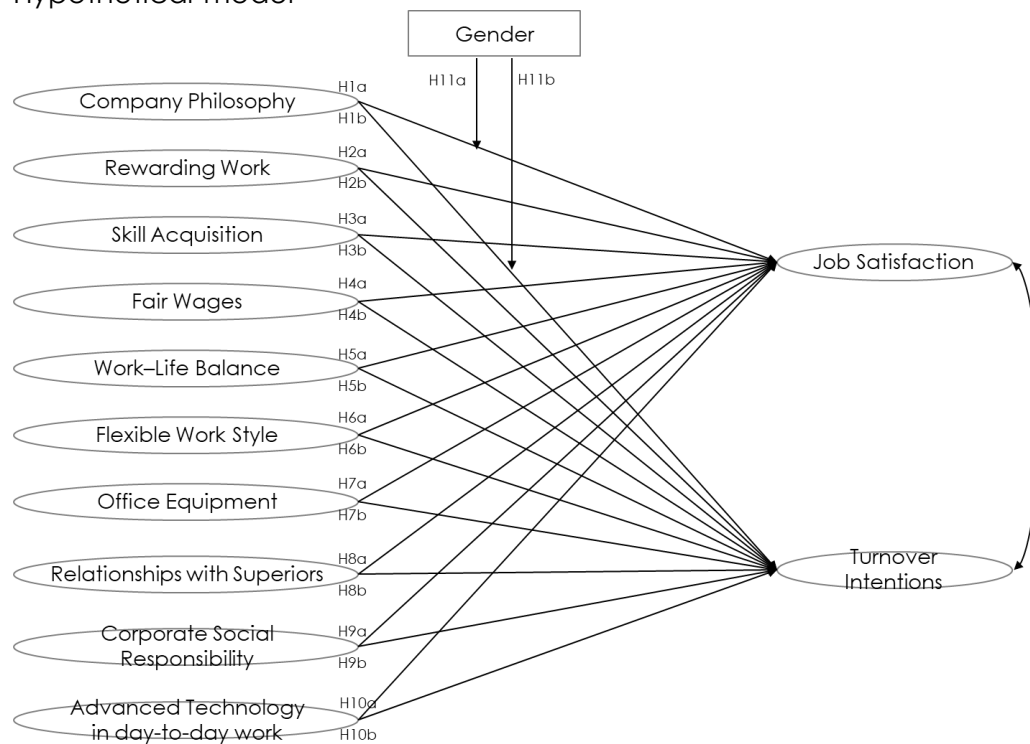 Hypothetical model
Gender
H11a
H11b
Company Philosophy
H1a
H1b
Rewarding Work
H2a
H2b
Skill Acquisition
H3a
H3b
Fair Wages
H4a
H4b
Work–Life Balance
H5a
H5b
Flexible Work Style
H6a
H6b
Office Equipment
H7a
H7b
Relationships with Superiors
H8a
H8b
Corporate Social
Responsibility
H9a
H9b
Advanced Technology
in day-to-day work
H10a
H10b
Job Satisfaction
Turnover
Intentions